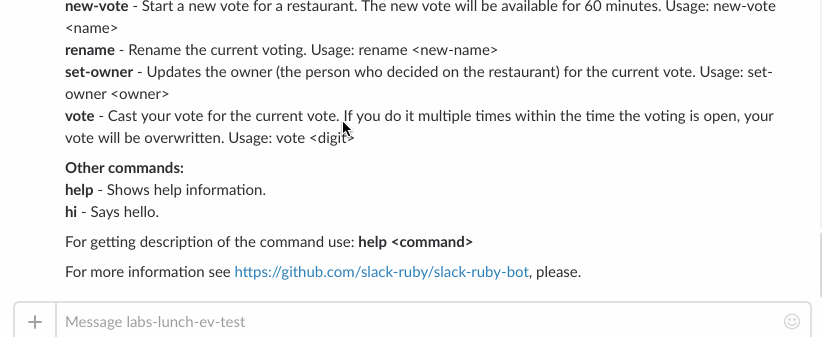 new-vote - Start a new vote for a restaurant. The new vote will be available for 60 minutes. Usage: new-vote
<name>
rename - Rename the current voting. Usage: rename <new-name>
set-owner - Updates the owner (the person who decided on the restaurant) for the current vote. Usage: set-
owner <owner>
vote - Cast your vote for the current vote. If you do it multiple times within the time the voting is open, your
vote will be overwritten. Usage: vote <digit>
Other commands:
help - Shows help information.
hi - Says hello.
For getting description of the command use: help <command>
For more information see https://github.com/slack-ruby/slack-ruby-bot, please.
Message labs-lunch-ev-test